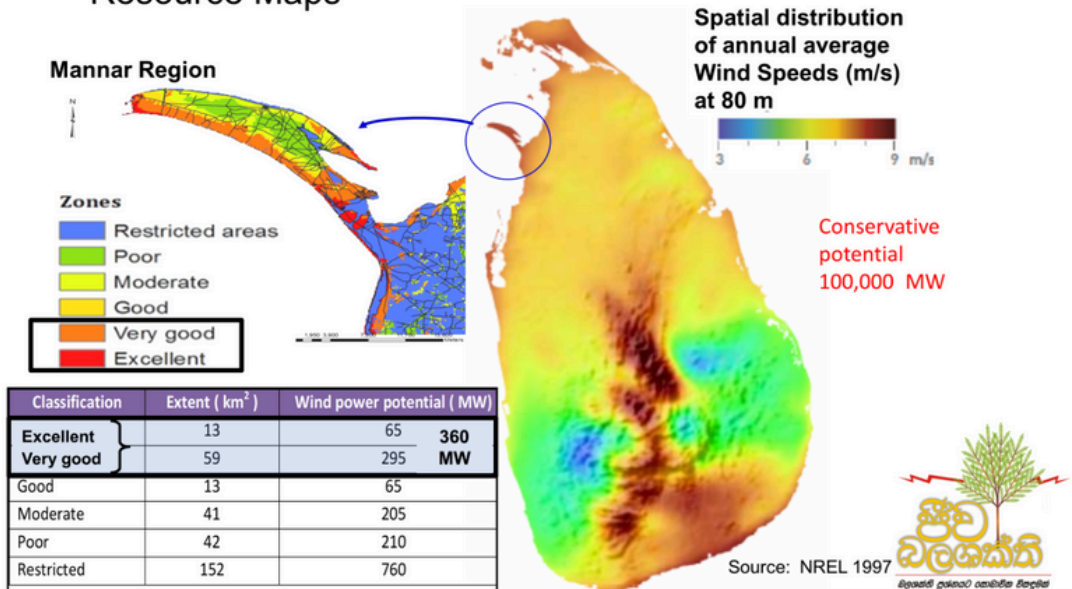 Mannar Region
N
Zones
Restricted areas
Poor
Moderate
Good
Very good
Excellent
Classification Extent ( km² ) Wind power potential ( MW)
Excellent 13 65 360
Very good 59 295 MW
Good 13 65
Moderate 41 205
Poor 42 210
Restricted 152 760
Spatial distribution
of annual average
Wind Speeds (m/s)
at 80 m
3 6 9 m/s
Conservative
potential
100,000 MW
Source: NREL 1997
ජීව
බලශක්ති